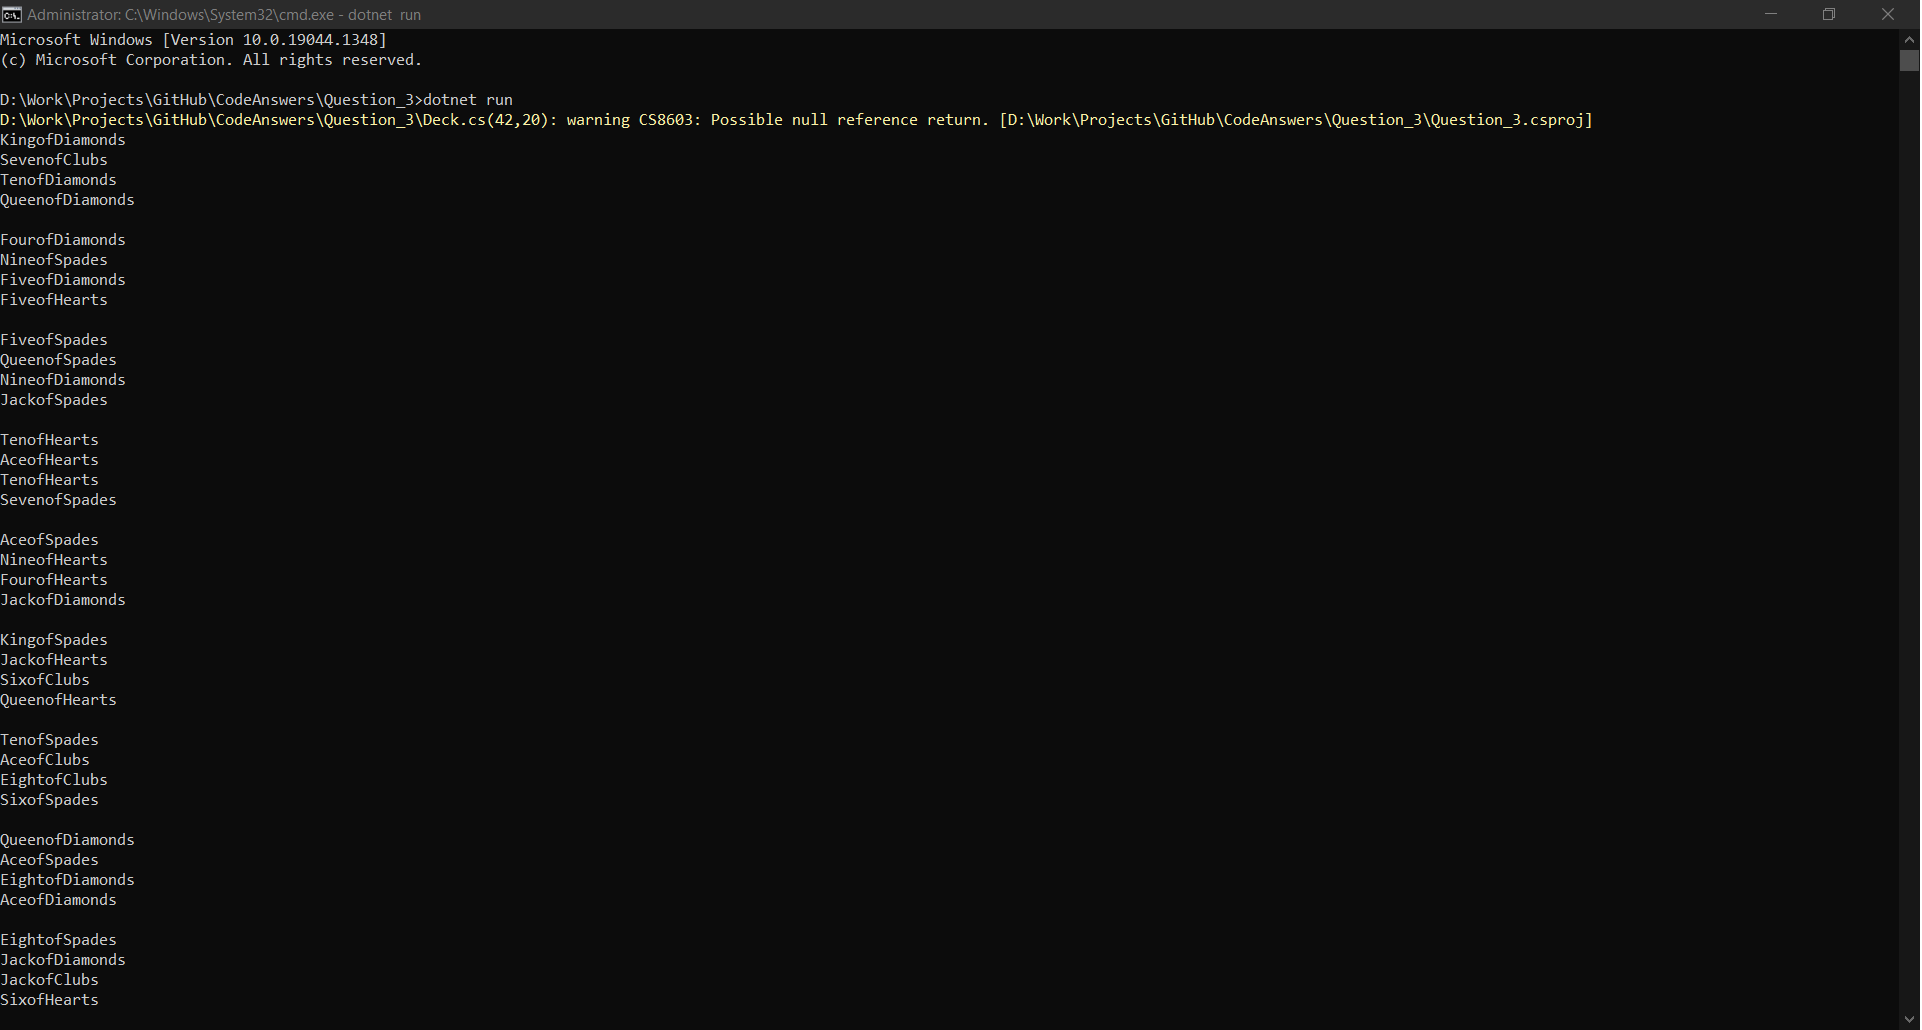 Administrator: C:\Windows\System32\cmd.exe - dotnet  run
Microsoft Windows [Version 10.0.19044.1348]
(c) Microsoft Corporation. All rights reserved.
D:\Work\Projects\GitHub\CodeAnswers\Question_3>dotnet run
D:\Work\Projects\GitHub\CodeAnswers\Question_3\Deck.cs(42,20): warning CS8603: Possible null reference return. [D:\Work\Projects\GitHub\CodeAnswers\Question_3\Question_3.csproj]
KingofDiamonds
SevenofClubs
TenofDiamonds
QueenofDiamonds
FourofDiamonds
NineofSpades
FiveofDiamonds
FiveofHearts
FiveofSpades
QueenofSpades
NineofDiamonds
JackofSpades
TenofHearts
AceofHearts
TenofHearts
SevenofSpades
AceofSpades
NineofHearts
FourofHearts
JackofDiamonds
KingofSpades
JackofHearts
SixofClubs
QueenofHearts
TenofSpades
AceofClubs
EightofClubs
SixofSpades
QueenofDiamonds
AceofSpades
EightofDiamonds
AceofDiamonds
EightofSpades
JackofDiamonds
JackofClubs
SixofHearts